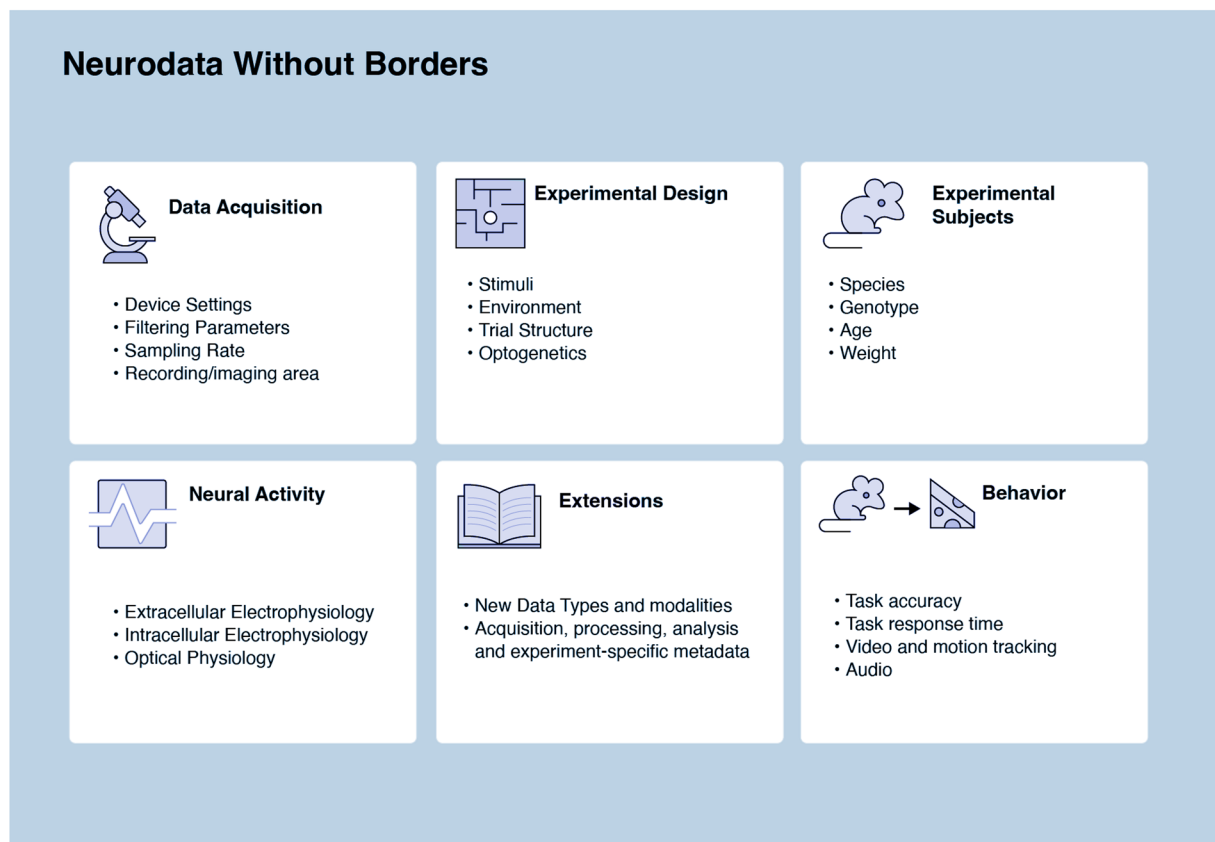 Neurodata Without Borders
Data Acquisition
• Device Settings
• Filtering Parameters
• Sampling Rate
• Recording/imaging area
Experimental Design
• Stimuli
• Environment
• Trial Structure
• Optogenetics
Experimental
Subjects
• Species
• Genotype
• Age
• Weight
Neural Activity
• Extracellular Electrophysiology
• Intracellular Electrophysiology
• Optical Physiology
Extensions
• New Data Types and modalities
• Acquisition, processing, analysis
and experiment-specific metadata
Behavior
• Task accuracy
• Task response time
• Video and motion tracking
• Audio